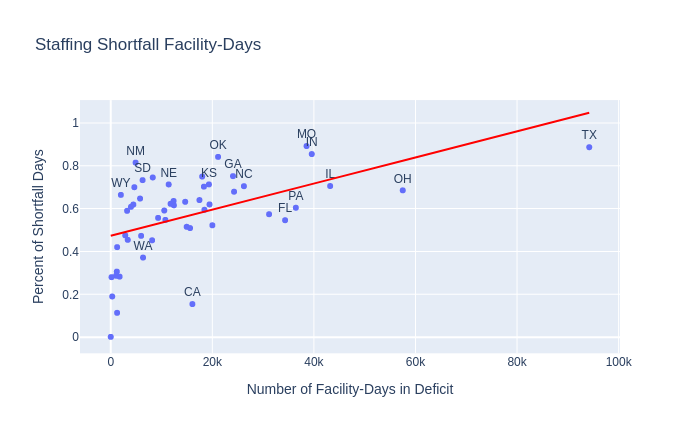 Staffing Shortfall Facility-Days
Percent of Shortfall Days
1
0.8
0.6
0.4
0.2
0
MO
IN
TX
OK
NM
GA
SD
NE
KS
NC
IL
WY
OH
PA
FL
WA
CA
0
20k
40k
60k
80k
100k
Number of Facility-Days in Deficit